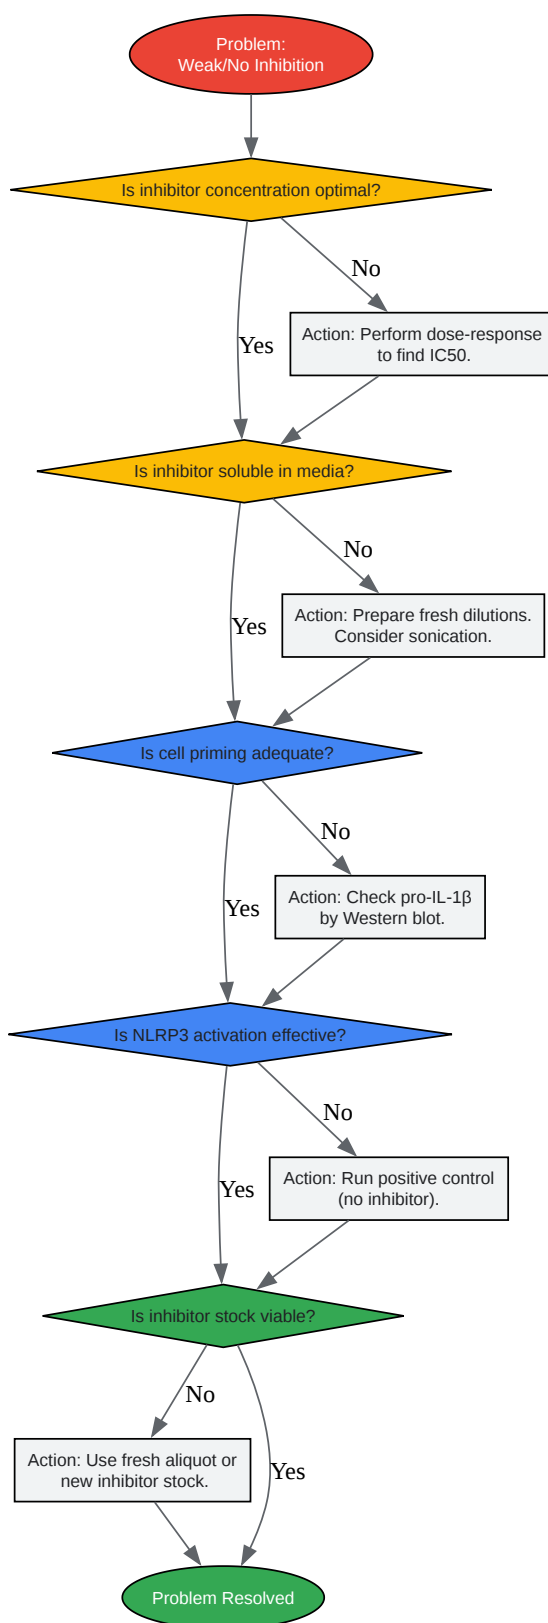 Problem:
Weak/No Inhibition
Is inhibitor concentration optimal?
No
Yes
Action: Perform dose-response
to find IC50.
Is inhibitor soluble in media?
No
Yes
Action: Prepare fresh dilutions.
Consider sonication.
Is cell priming adequate?
No
Yes
Action: Check pro-IL-1β
by Western blot.
Is NLRP3 activation effective?
No
Yes
Action: Run positive control
(no inhibitor).
Is inhibitor stock viable?
No
Action: Use fresh aliquot or
new inhibitor stock.
Yes
Problem Resolved